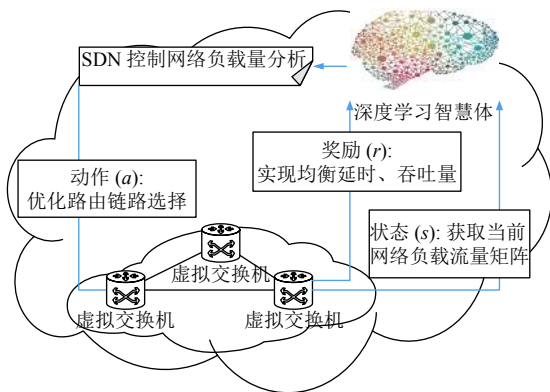 SDN 控制网络负载量分析
深度学习智慧体
动作 (a):
优化路由链路选择
奖励 (r):
实现均衡延时、吞吐量
状态 (s): 获取当前
网络负载流量矩阵
虚拟交换机
虚拟交换机
虚拟交换机